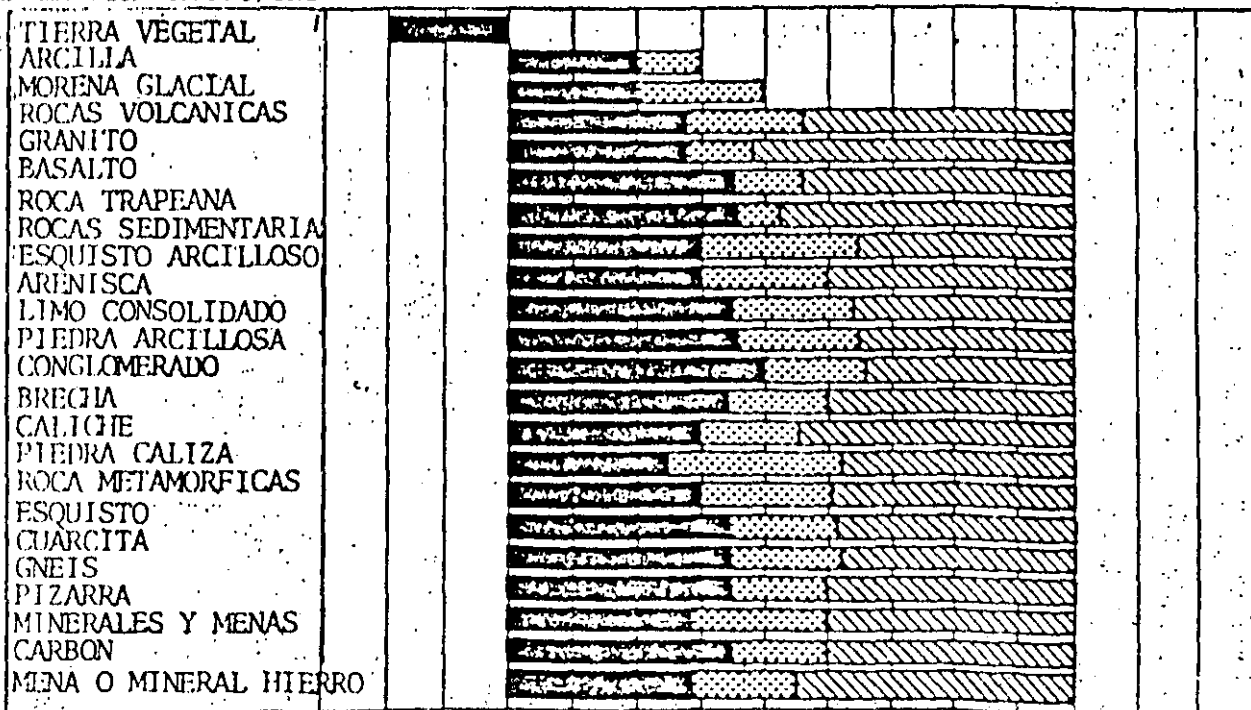 TIERRA VEGETAL
ARCILLA
MORENA GLACIAL
ROCAS VOLCANICAS
GRANITO
BASALTO
ROCA TRAPEANA
ROCAS SEDIMENTARIA
ESQUISTO ARCILLOSO
ARENISCA
LIMO CONSOLIDADO
PIEDRA ARCILLOSA
CONGLOMERADO
BRECHA
CALICHE
PIEDRA CALIZA
ROCA METAMORFICAS
ESQUISTO
CUARCITA
GNEIS
PIZARRA
MINERALES Y MENAS
CARBON
MENA O MINERAL HIERRO